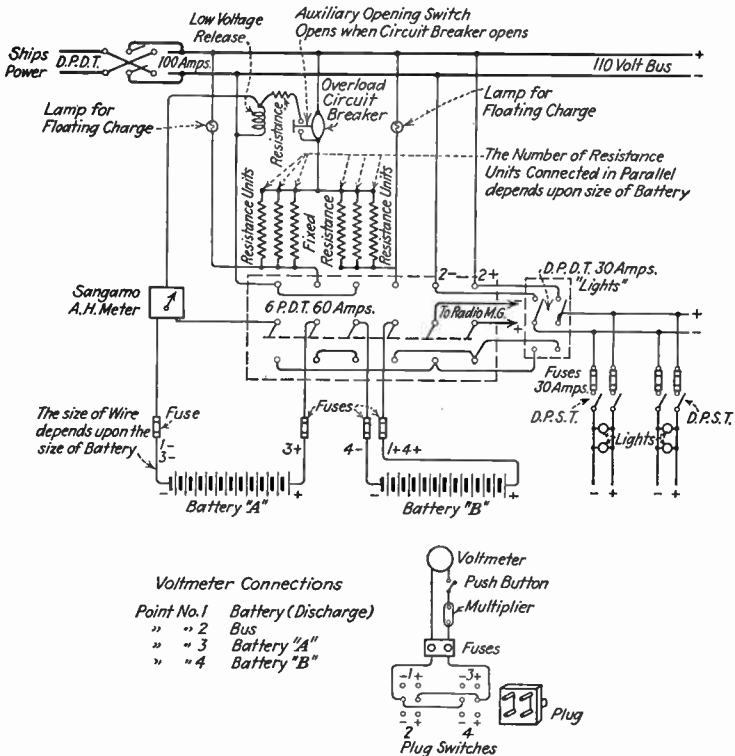 Low Voltage
Release
Auxiliary Opening Switch
Opens when Circuit Breaker opens
Ships
Power
D.P.D.T.
100 Amps.
110 Volt Bus
+
-
Lamp for
Floating Charge
Resistance
Overload
Circuit
Breaker
Lamp for
Floating Charge
The Number of Resistance
Units Connected in Parallel
depends upon size of Battery
Resistance Units
Fixed
Resistance
Resistance Units
2-
2+
D.P.D.T. 30 Amps.
"Lights"
Sangamo
A.H. Meter
6 P.D.T. 60 Amps.
To Radio M.G.
-
+
+
-
Fuses
30 Amps.
D.P.S.T.
D.P.S.T.
Lights
- +
- +
The size of Wire
depends upon the
size of Battery
Fuse
1-
3-
Fuses
3+
4-
1+4+
-
+
Battery "A"
-
+
Battery "B"
Voltmeter Connections
Point No. 1 Battery (Discharge)
" " 2 Bus
" " 3 Battery "A"
" " 4 Battery "B"
Voltmeter
Push Button
Multiplier
Fuses
-1+
-3+
- +
- +
2
4
Plug
Plug Switches